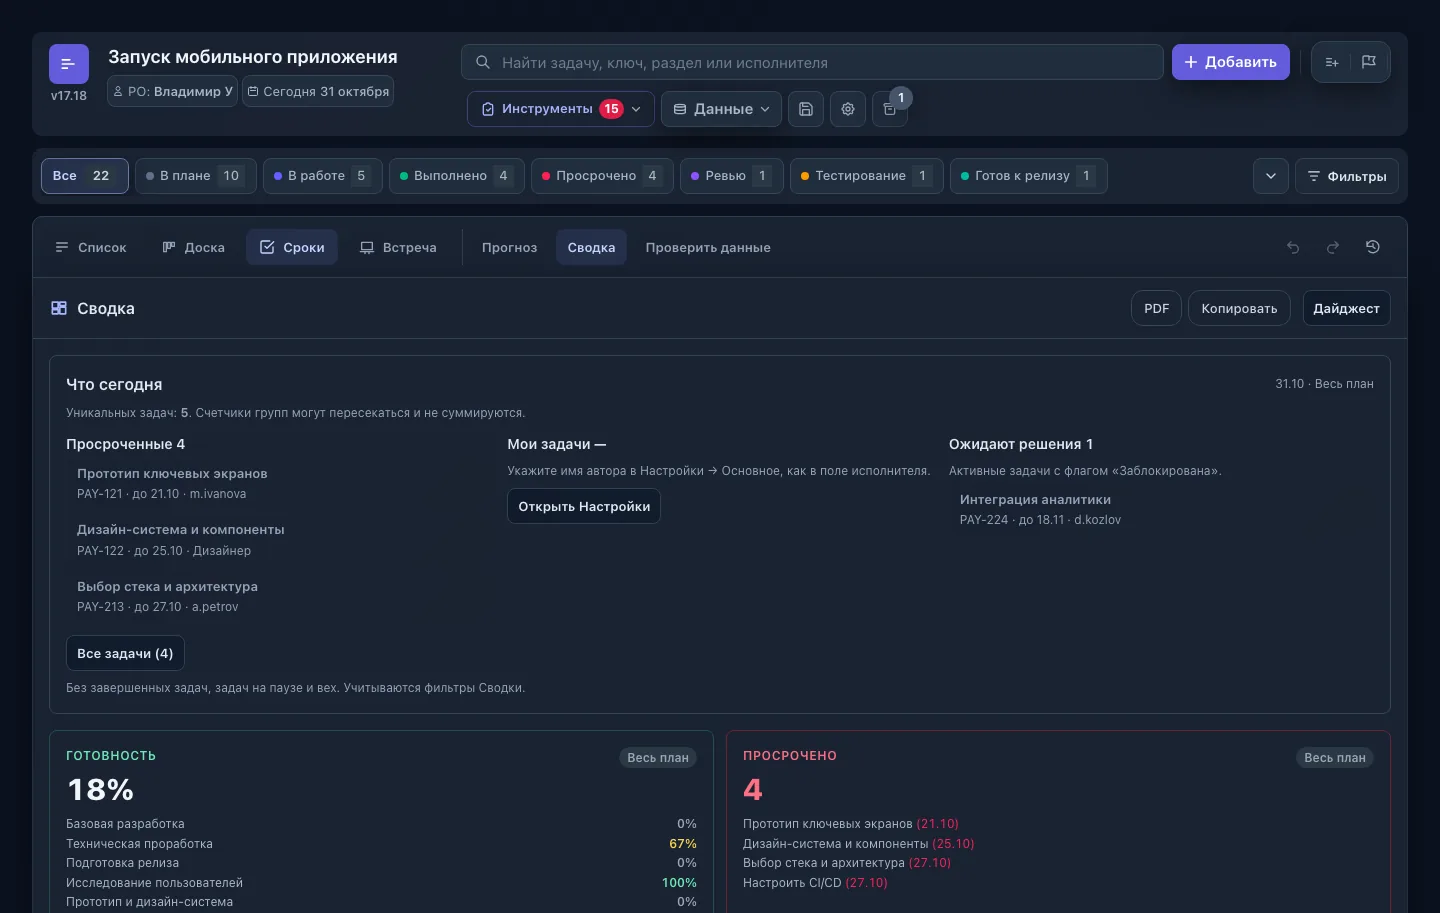 Запуск мобильного приложения
v17.18
PO: Владимир У
Сегодня 31 октября
Найти задачу, ключ, раздел или исполнителя
Добавить
Инструменты 15
Данные
1
Все 22
В плане 10
В работе 5
Выполнено 4
Просрочено 4
Ревью 1
Тестирование 1
Готов к релизу 1
Фильтры
Список
Доска
Сроки
Встреча
Прогноз
Сводка
Проверить данные
Сводка
PDF
Копировать
Дайджест
Что сегодня
31.10 · Весь план
Уникальных задач: 5. Счетчики групп могут пересекаться и не суммируются.
Просроченные 4
Прототип ключевых экранов
PAY-121 · до 21.10 · m.ivanova
Дизайн-система и компоненты
PAY-122 · до 25.10 · Дизайнер
Выбор стека и архитектура
PAY-213 · до 27.10 · a.petrov
Все задачи (4)
Мои задачи —
Укажите имя автора в Настройки → Основное, как в поле исполнителя.
Открыть Настройки
Ожидают решения 1
Активные задачи с флагом «Заблокирована».
Интеграция аналитики
PAY-224 · до 18.11 · d.kozlov
Без завершенных задач, задач на паузе и вех. Учитываются фильтры Сводки.
ГОТОВНОСТЬ
Весь план
18%
Базовая разработка 0%
Техническая проработка 67%
Подготовка релиза 0%
Исследование пользователей 100%
Прототип и дизайн-система 0%
ПРОСРОЧЕНО
Весь план
4
Прототип ключевых экранов (21.10)
Дизайн-система и компоненты (25.10)
Выбор стека и архитектура (27.10)
Настроить CI/CD (27.10)